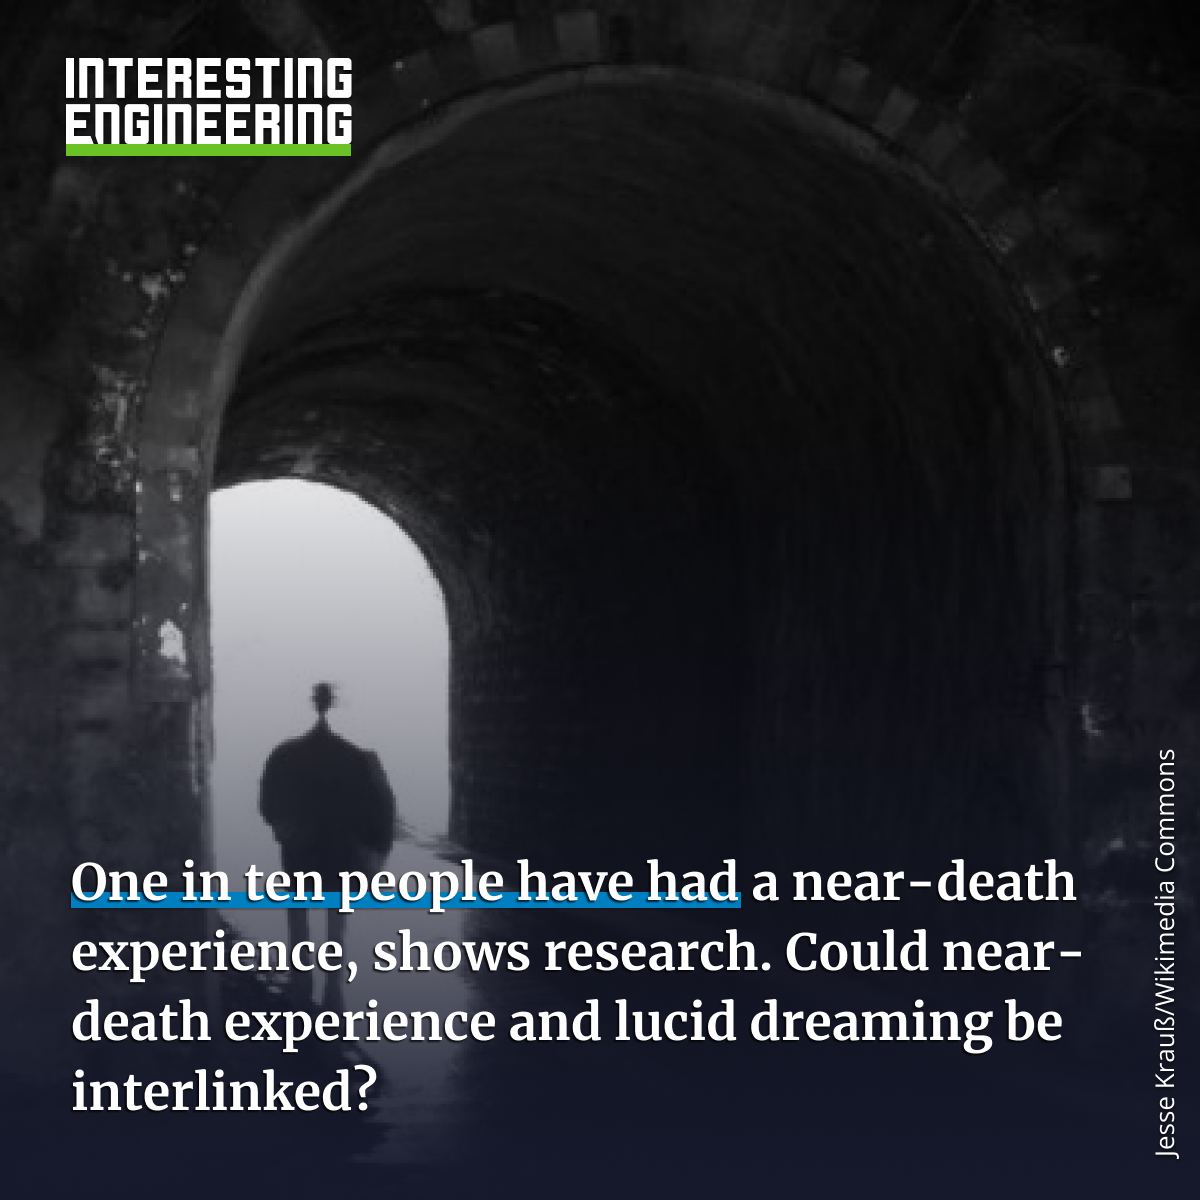 INTERESTING
ENGINEERING
One in ten people have had a near-death
experience, shows research. Could near-
death experience and lucid dreaming be
interlinked?
Jesse Krauß/Wikimedia Commons